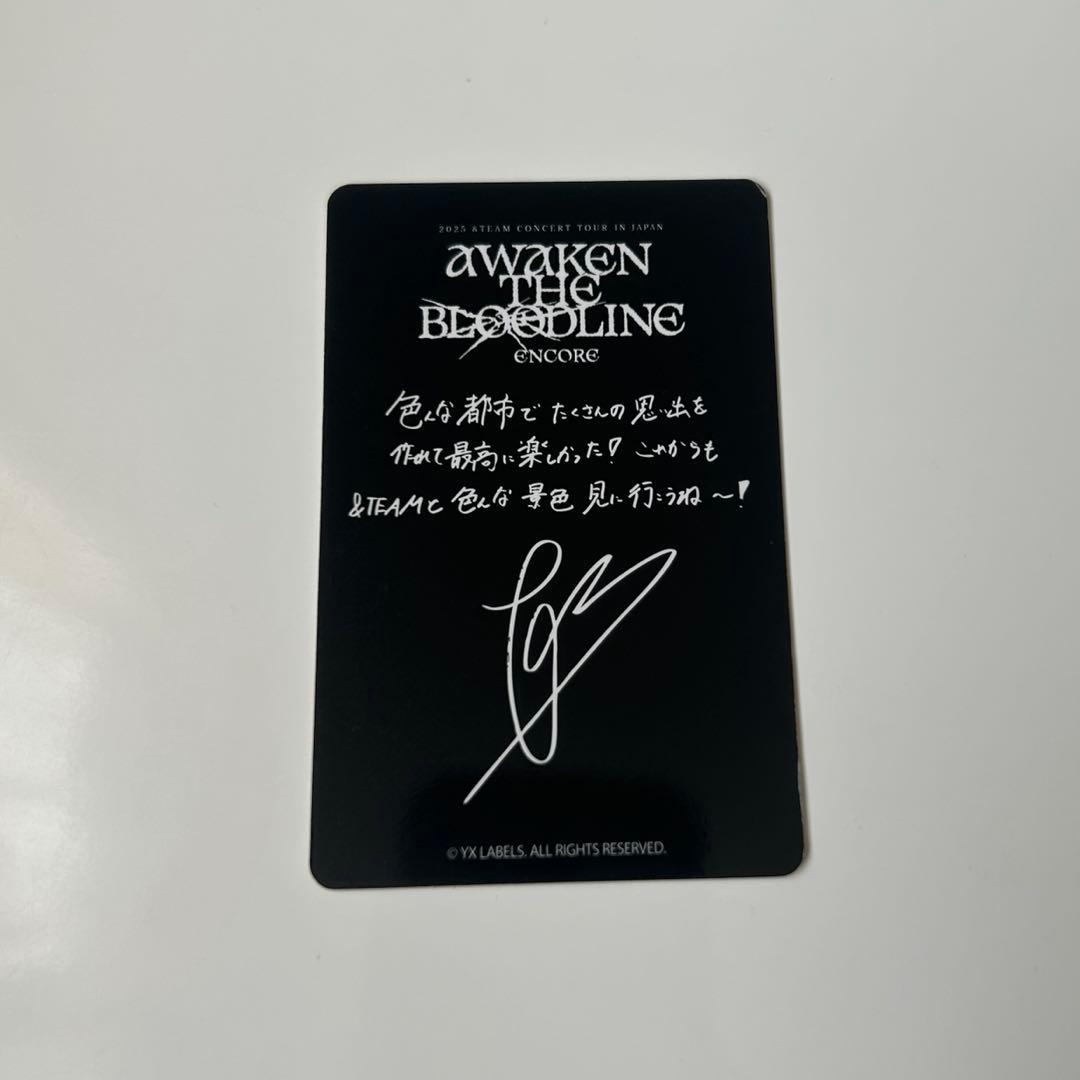 2025 &TEAM CONCERT TOUR IN JAPAN
AWAKEN
THE
BLOODLINE
ENCORE
色んな都市でたくさんの思い出を
作れて最高に楽しかった！これからも
&TEAMと色んな景色見に行こうね〜！
© YX LABELS. ALL RIGHTS RESERVED.